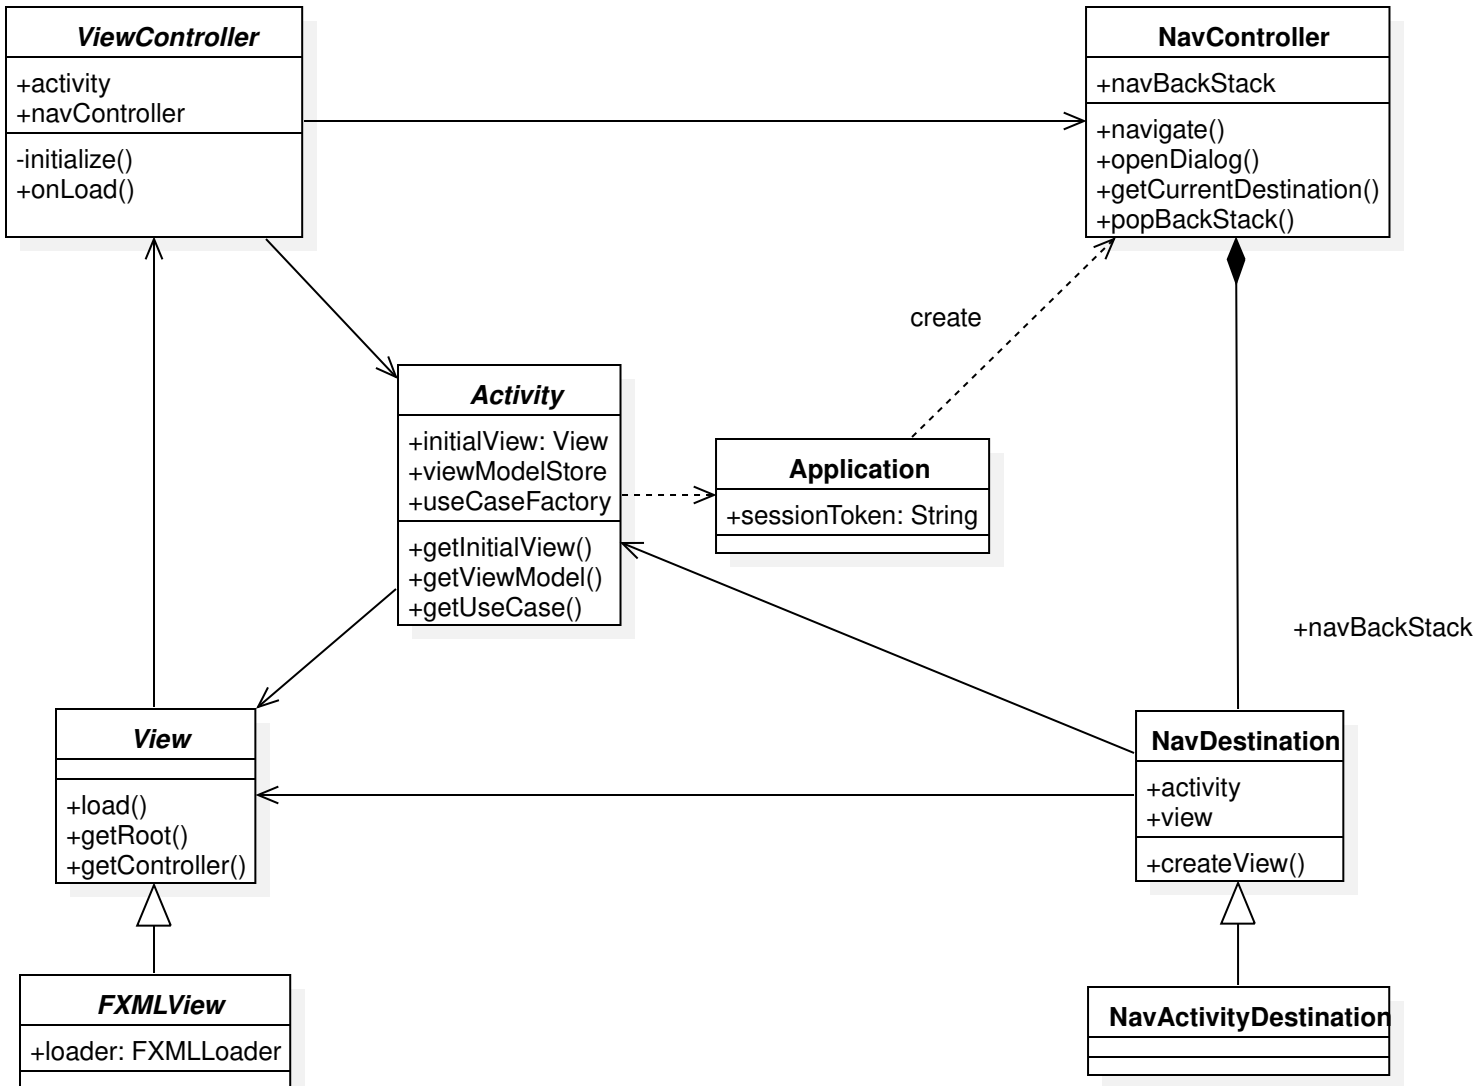 ViewController
+activity
+navController
-initialize()
+onLoad()
NavController
+navBackStack
+navigate()
+openDialog()
+getCurrentDestination()
+popBackStack()
create
Activity
+initialView: View
+viewModelStore
+useCaseFactory
+getInitialView()
+getViewModel()
+getUseCase()
Application
+sessionToken: String
+navBackStack
View
+load()
+getRoot()
+getController()
NavDestination
+activity
+view
+createView()
FXMLView
+loader: FXMLLoader
NavActivityDestination